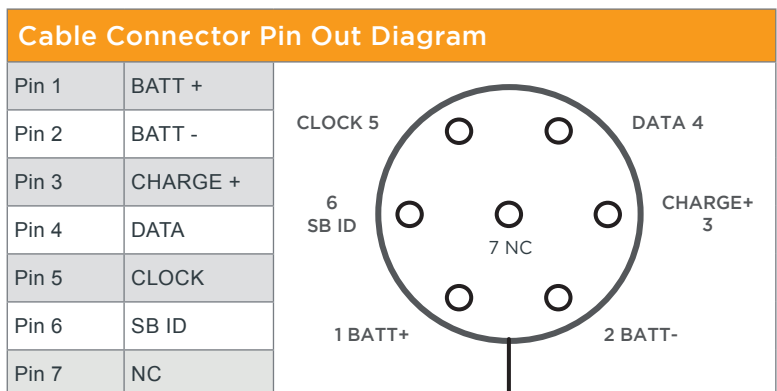 Cable Connector Pin Out Diagram
Pin 1 BATT +
Pin 2 BATT -
Pin 3 CHARGE +
Pin 4 DATA
Pin 5 CLOCK
Pin 6 SB ID
Pin 7 NC
CLOCK 5
DATA 4
6
SB ID
CHARGE+
3
7 NC
1 BATT+
2 BATT-